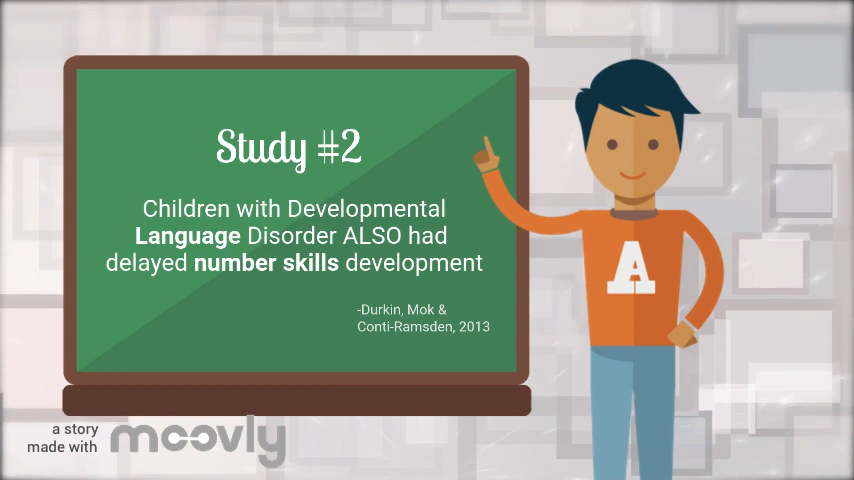 Study #2
Children with Developmental
Language Disorder ALSO had
delayed number skills development
-Durkin, Mok &
Conti-Ramsden, 2013
A
a story
made with
moovly